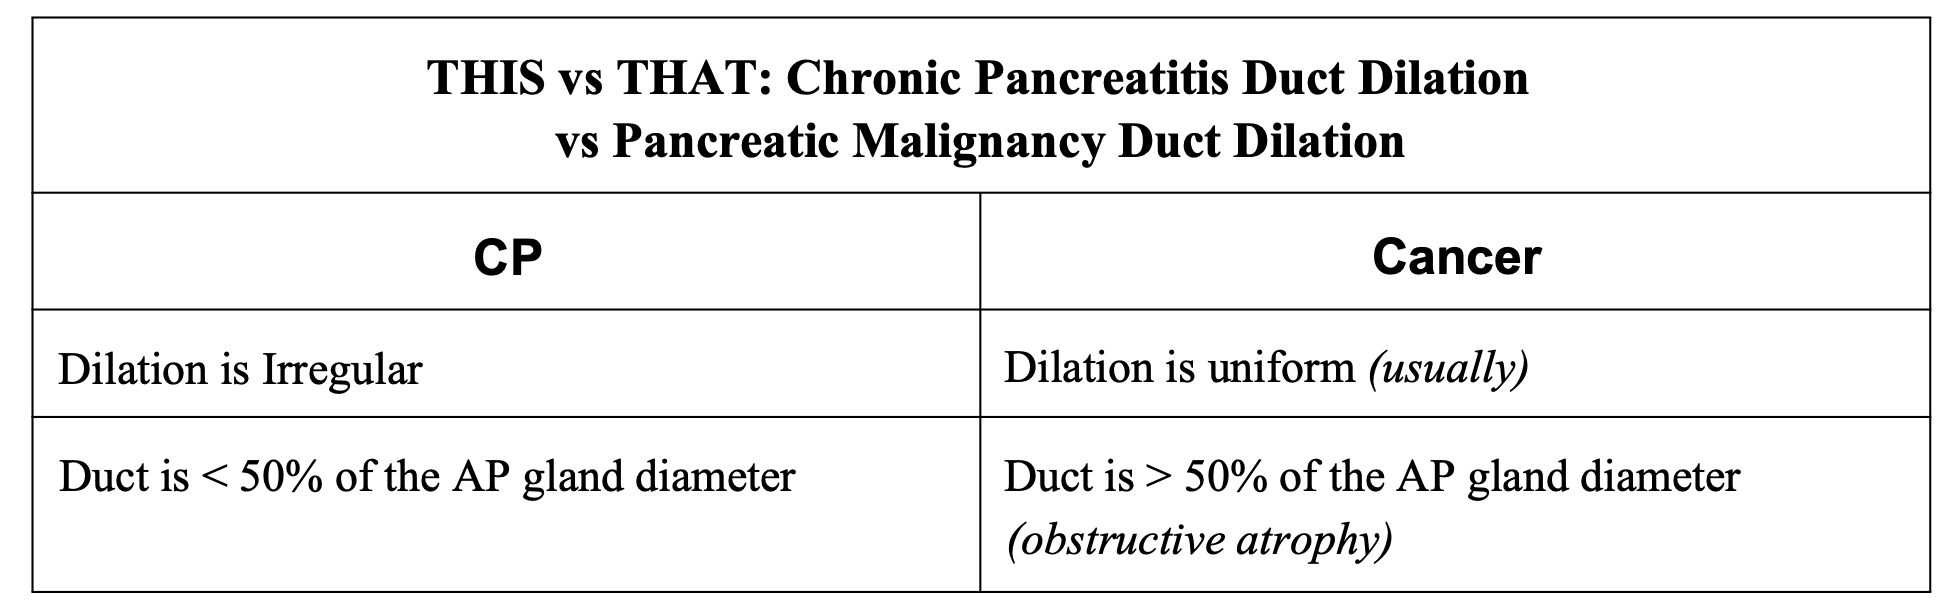 THIS vs THAT: Chronic Pancreatitis Duct Dilation
vs Pancreatic Malignancy Duct Dilation
CP
Cancer
Dilation is Irregular
Dilation is uniform (usually)
Duct is < 50% of the AP gland diameter
Duct is > 50% of the AP gland diameter
(obstructive atrophy)